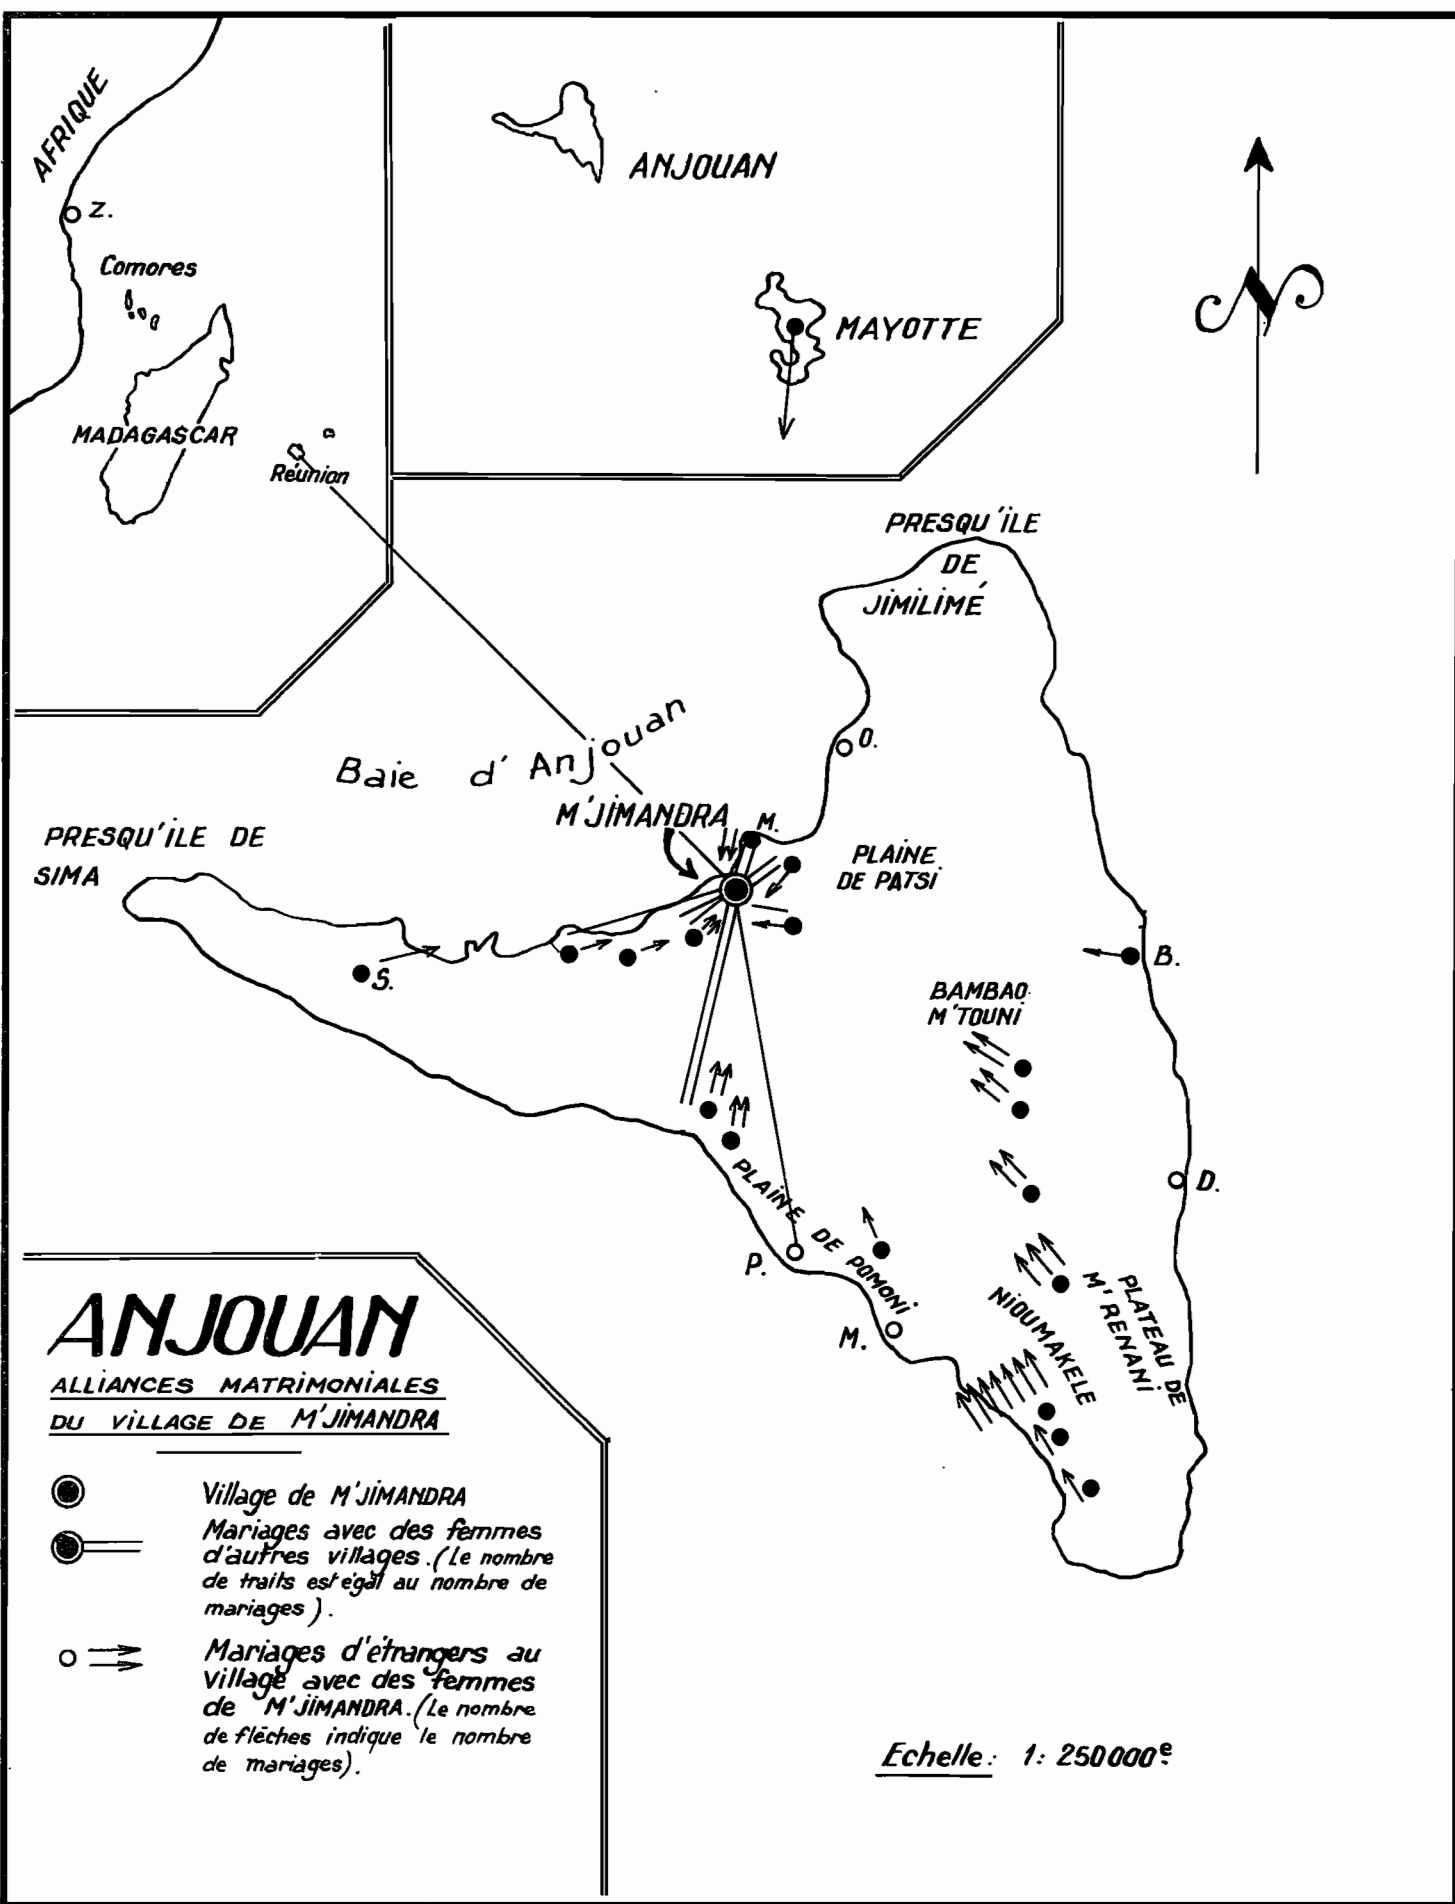 AFRIQUE
Z.
Comores
MADAGASCAR
Réunion
ANJOUAN
MAYOTTE
N
PRESQU'ÎLE
DE
JIMILIMÉ
O.
Baie d'Anjouan
M'JIMANDRA
M.
PRESQU'ILE DE
SIMA
PLAINE
DE PATSI
S.
B.
BAMBAO
M'TOUNI
D.
PLAINE DE POMONI
P.
M.
NIOUMAKELE
PLATEAU DE
M'RENANI
ANJOUAN
ALLIANCES MATRIMONIALES
DU VILLAGE DE M'JIMANDRA
Village de M'JIMANDRA
Mariages avec des femmes
d'autres villages. (Le nombre
de traits est égal au nombre de
mariages).
Mariages d'étrangers au
village avec des femmes
de M'JIMANDRA. (Le nombre
de flèches indique le nombre
de mariages).
Echelle: 1: 250000e